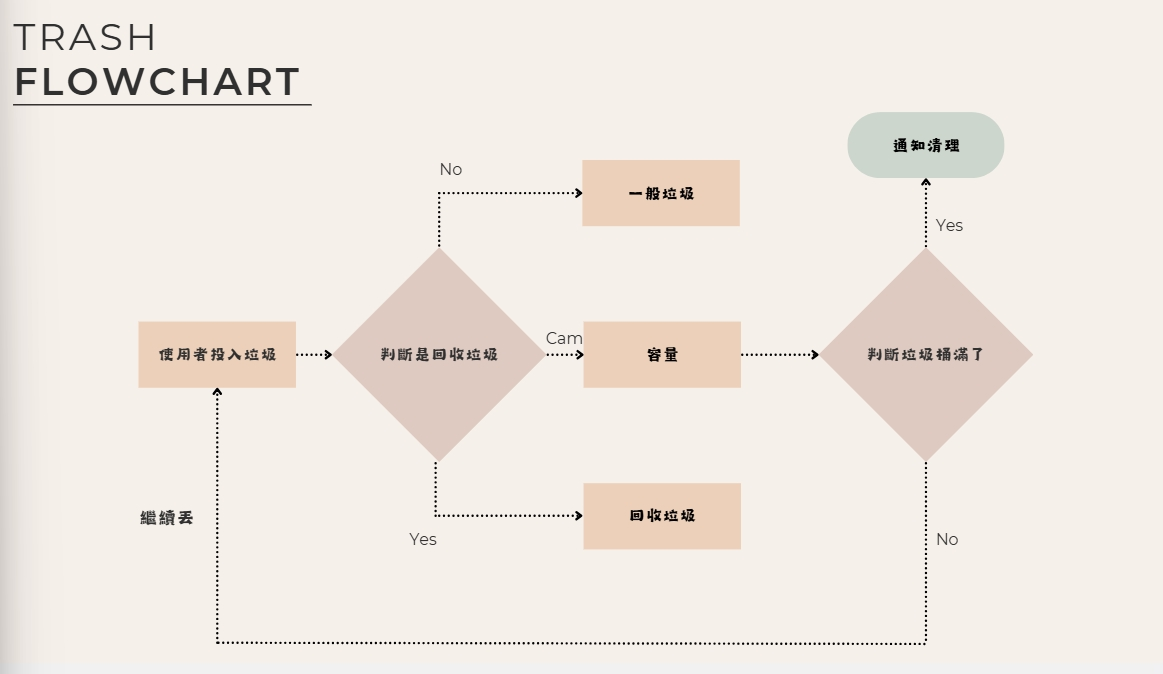 TRASH
FLOWCHART
通知清理
No
一般垃圾
Yes
Cam
使用者投入垃圾
判斷是回收垃圾
容量
判斷垃圾桶滿了
回收垃圾
繼續丟
Yes
No